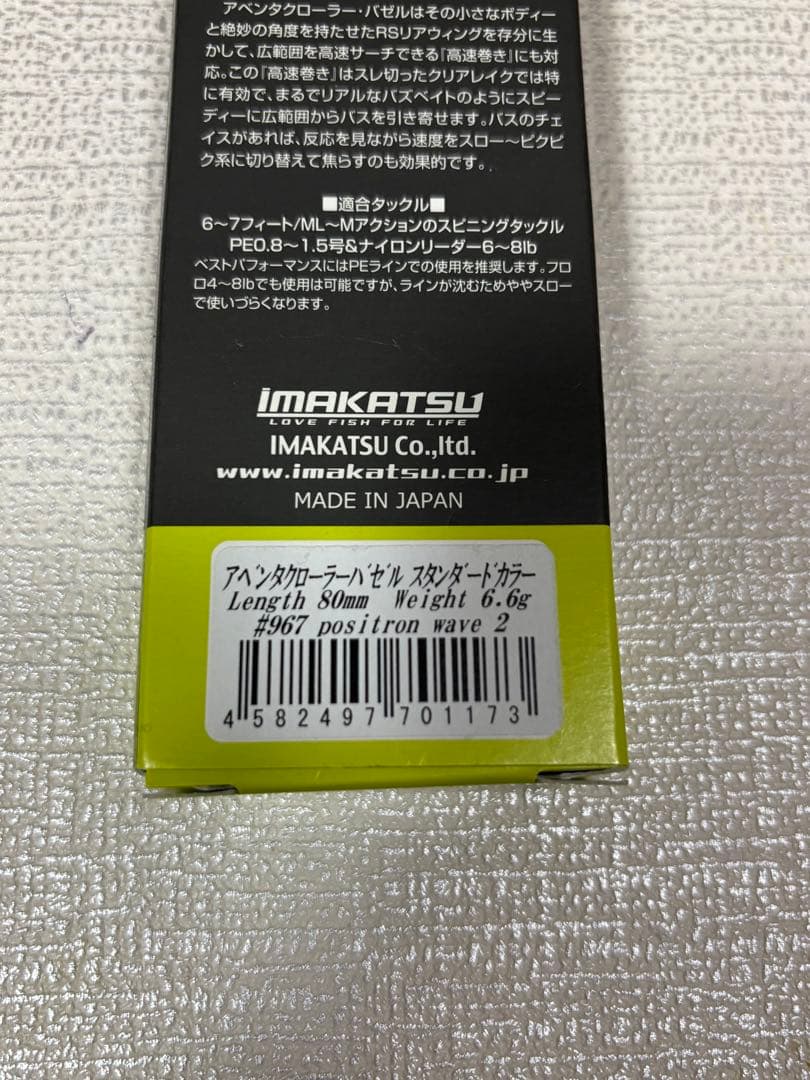 アベンタクローラー・バゼルはその小さなボディー
と絶妙の角度を持たせたRSリアウィングを存分に生
かして、広範囲を高速サーチできる『高速巻き』にも対
応。この『高速巻き』はスレ切ったクリアレイクでは特
に有効で、まるでリアルなバズベイトのようにスピー
ディーに広範囲からバスを引き寄せます。バスのチェ
イスがあれば、反応を見ながら速度をスロー〜ピクピ
ク系に切り替えて焦らすのも効果的です。
■適合タックル■
6〜7フィート/ML〜Mアクションのスピニングタックル
PE0.8〜1.5号&ナイロンリーダー6〜8lb
ベストパフォーマンスにはPEラインでの使用を推奨します。フロ
ロ4〜8lbでも使用は可能ですが、ラインが沈むためややスロー
で使いづらくなります。
IMAKATSU
LOVE FISH FOR LIFE
IMAKATSU Co.,ltd.
www.imakatsu.co.jp
MADE IN JAPAN
アベンタクローラーバゼル スタンダードカラー
Length 80mm Weight 6.6g
#967 positron wave 2
4582497701173